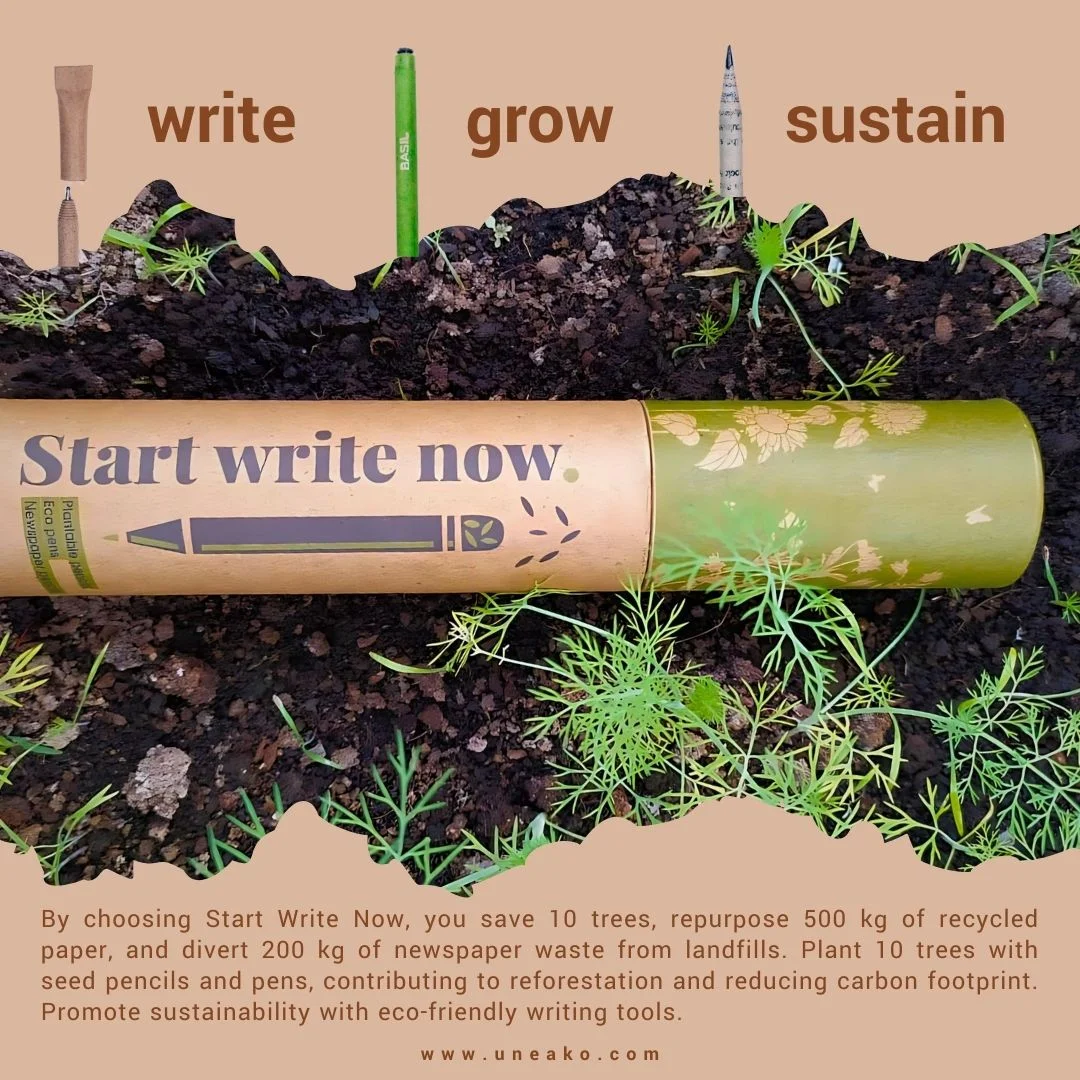 write grow sustain
BASIL
Start write now.
Plantable
Eco pens
Newspaper
By choosing Start Write Now, you save 10 trees, repurpose 500 kg of recycled
paper, and divert 200 kg of newspaper waste from landfills. Plant 10 trees with
seed pencils and pens, contributing to reforestation and reducing carbon footprint.
Promote sustainability with eco-friendly writing tools.
www.uneako.com